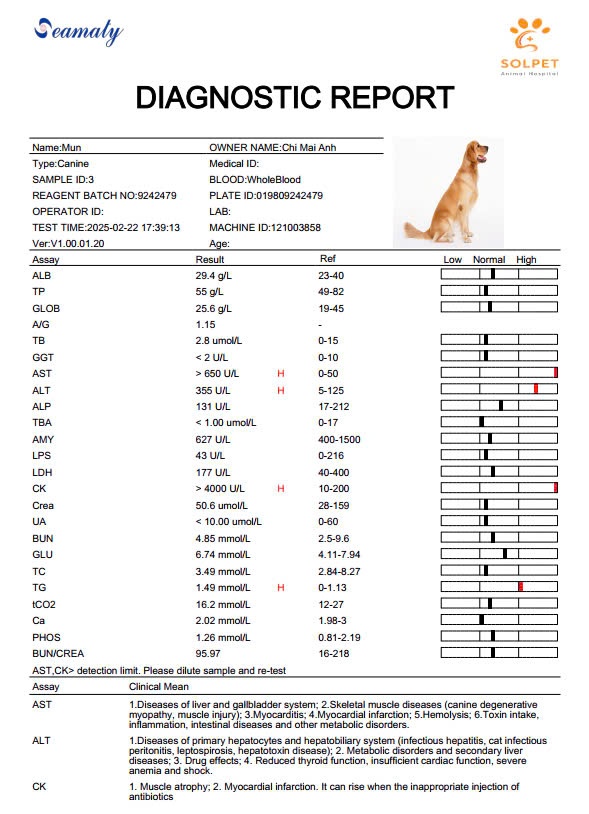 Seamaty
SOLPET
Animal Hospital
DIAGNOSTIC REPORT
Name:Mun OWNER NAME:Chi Mai Anh
Type:Canine Medical ID:
SAMPLE ID:3 BLOOD:WholeBlood
REAGENT BATCH NO:9242479 PLATE ID:019809242479
OPERATOR ID: LAB:
TEST TIME:2025-02-22 17:39:13 MACHINE ID:121003858
Ver:V1.00.01.20 Age:
Assay Result Ref Low Normal High
ALB 29.4 g/L 23-40
TP 55 g/L 49-82
GLOB 25.6 g/L 19-45
A/G 1.15 -
TB 2.8 umol/L 0-15
GGT < 2 U/L 0-10
AST > 650 U/L H 0-50
ALT 355 U/L H 5-125
ALP 131 U/L 17-212
TBA < 1.00 umol/L 0-17
AMY 627 U/L 400-1500
LPS 43 U/L 0-216
LDH 177 U/L 40-400
CK > 4000 U/L H 10-200
Crea 50.6 umol/L 28-159
UA < 10.00 umol/L 0-60
BUN 4.85 mmol/L 2.5-9.6
GLU 6.74 mmol/L 4.11-7.94
TC 3.49 mmol/L 2.84-8.27
TG 1.49 mmol/L H 0-1.13
tCO2 16.2 mmol/L 12-27
Ca 2.02 mmol/L 1.98-3
PHOS 1.26 mmol/L 0.81-2.19
BUN/CREA 95.97 16-218
AST,CK> detection limit. Please dilute sample and re-test
Assay Clinical Mean
AST 1.Diseases of liver and gallbladder system; 2.Skeletal muscle diseases (canine degenerative
myopathy, muscle injury); 3.Myocarditis; 4.Myocardial infarction; 5.Hemolysis; 6.Toxin intake,
inflammation, intestinal diseases and other metabolic disorders.
ALT 1.Diseases of primary hepatocytes and hepatobiliary system (infectious hepatitis, cat infectious
peritonitis, leptospirosis, hepatotoxin disease); 2. Metabolic disorders and secondary liver
diseases; 3. Drug effects; 4. Reduced thyroid function, insufficient cardiac function, severe
anemia and shock.
CK 1. Muscle atrophy; 2. Myocardial infarction. It can rise when the inappropriate injection of
antibiotics